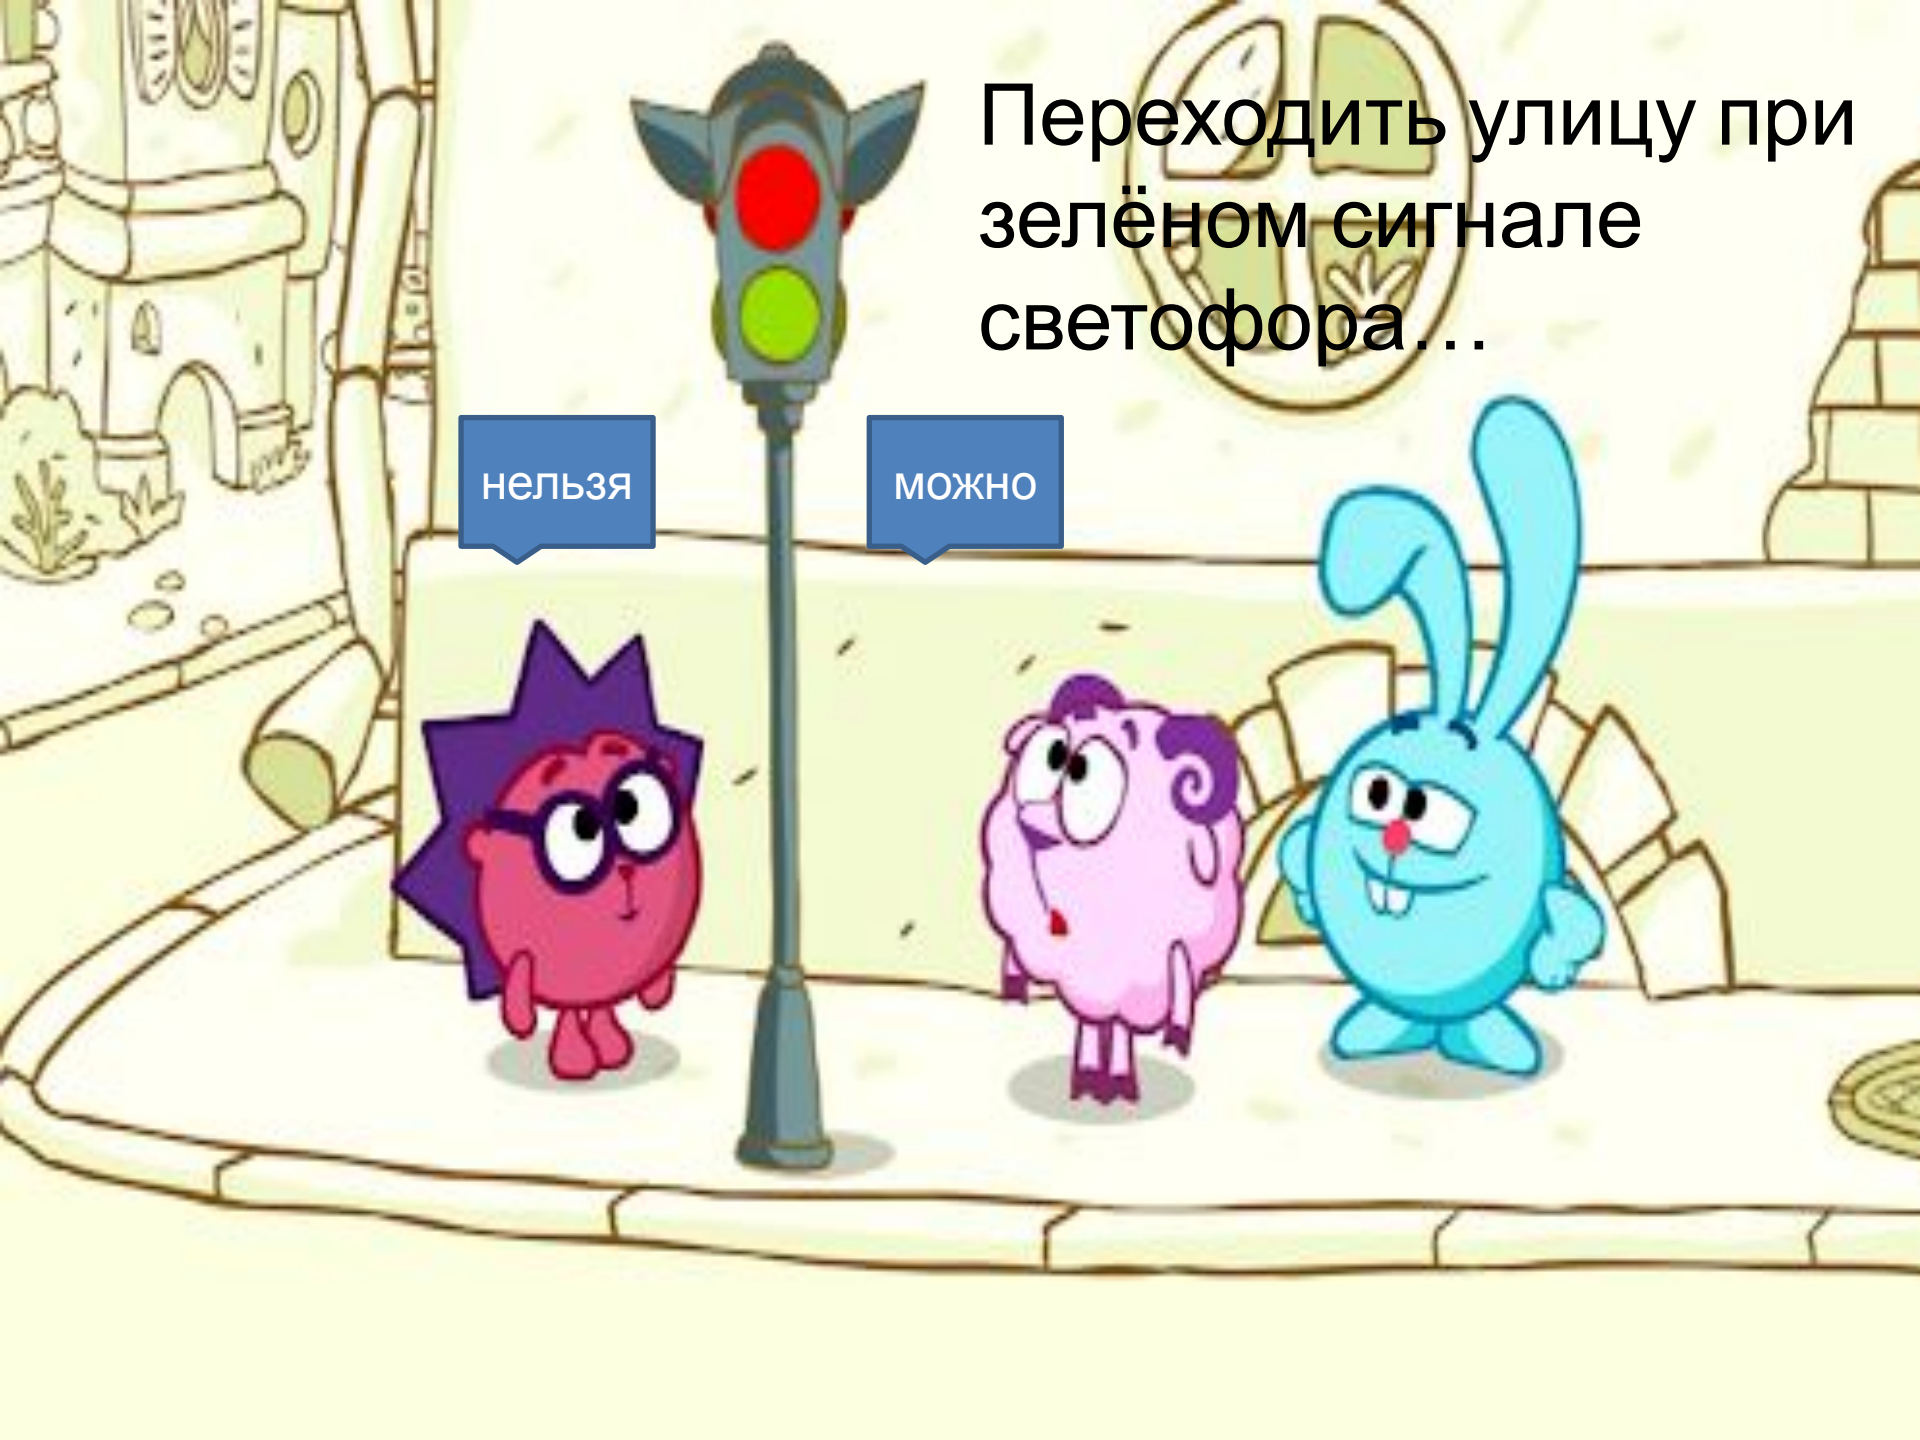 Переходить улицу при
зелёном сигнале
светофора…
нельзя
можно